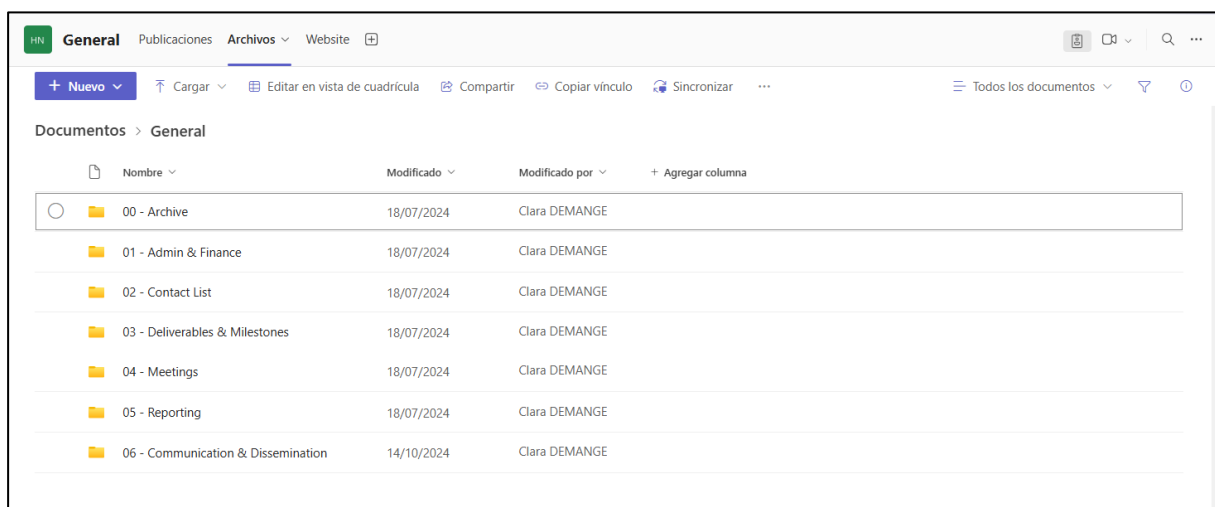 HN General Publicaciones Archivos Website
+ Nuevo Cargar Editar en vista de cuadrícula Compartir Copiar vínculo Sincronizar ... Todos los documentos
Documentos > General
Nombre Modificado Modificado por + Agregar columna
00 - Archive 18/07/2024 Clara DEMANGE
01 - Admin & Finance 18/07/2024 Clara DEMANGE
02 - Contact List 18/07/2024 Clara DEMANGE
03 - Deliverables & Milestones 18/07/2024 Clara DEMANGE
04 - Meetings 18/07/2024 Clara DEMANGE
05 - Reporting 18/07/2024 Clara DEMANGE
06 - Communication & Dissemination 14/10/2024 Clara DEMANGE